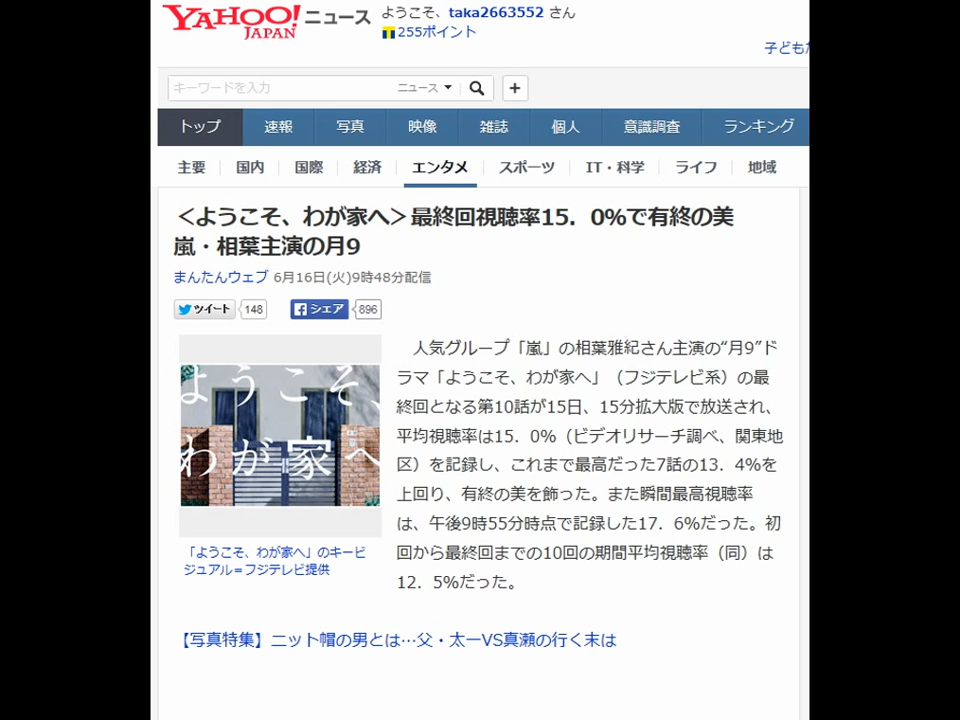 YAHOO! JAPAN ニュース
ようこそ、taka2663552 さん
255ポイント
子ども
キーワードを入力 ニュース
トップ 速報 写真 映像 雑誌 個人 意識調査 ランキング
主要 国内 国際 経済 エンタメ スポーツ IT・科学 ライフ 地域
＜ようこそ、わが家へ＞最終回視聴率15．0%で有終の美
嵐・相葉主演の月9
まんたんウェブ 6月16日(火)9時48分配信
ツイート 148 シェア 896
ようこそ、
わが家へ
「ようこそ、わが家へ」のキービ
ジュアル＝フジテレビ提供
人気グループ「嵐」の相葉雅紀さん主演の“月9”ド
ラマ「ようこそ、わが家へ」（フジテレビ系）の最
終回となる第10話が15日、15分拡大版で放送され、
平均視聴率は15．0%（ビデオリサーチ調べ、関東地
区）を記録し、これまで最高だった7話の13．4%を
上回り、有終の美を飾った。また瞬間最高視聴率
は、午後9時55分時点で記録した17．6%だった。初
回から最終回までの10回の期間平均視聴率（同）は
12．5%だった。
【写真特集】ニット帽の男とは…父・太一VS真瀬の行く末は